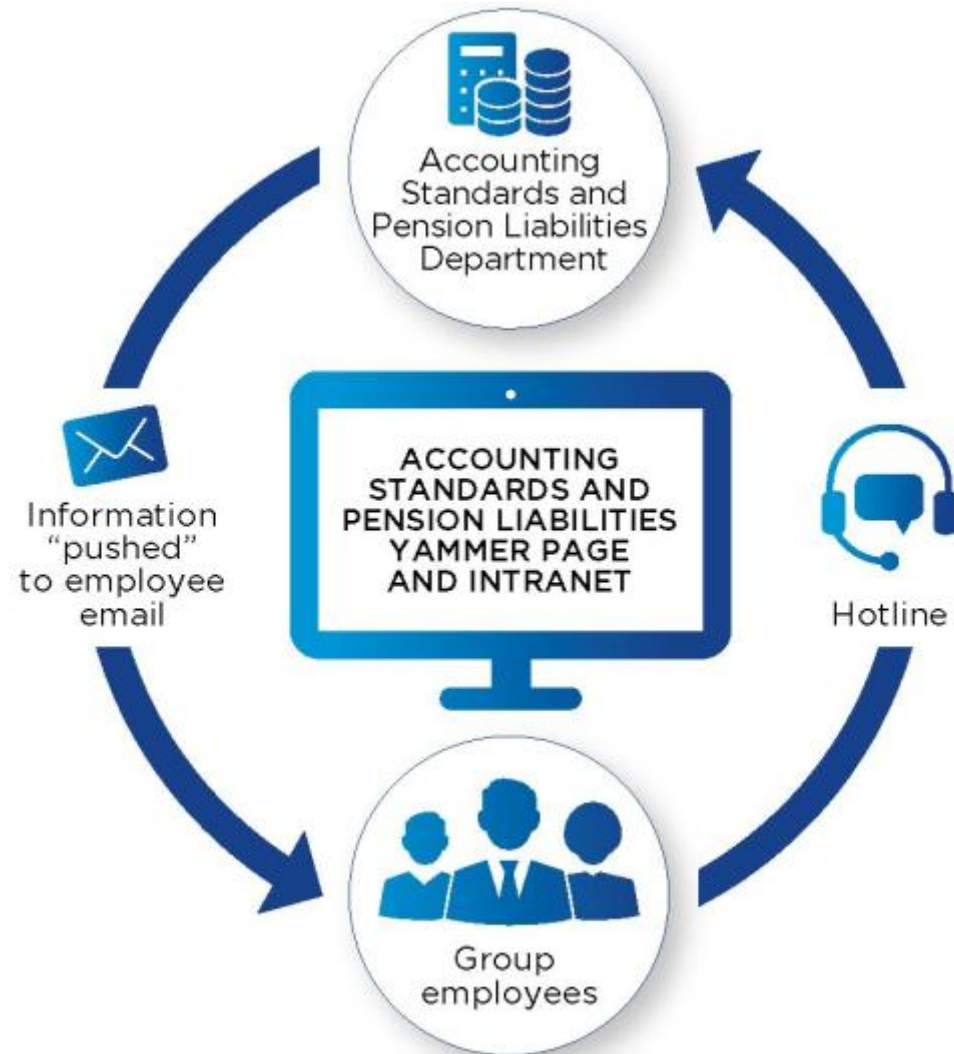 Accounting
Standards and
Pension Liabilities
Department
Information
“pushed”
to employee
email
ACCOUNTING
STANDARDS AND
PENSION LIABILITIES
YAMMER PAGE
AND INTRANET
Hotline
Group
employees